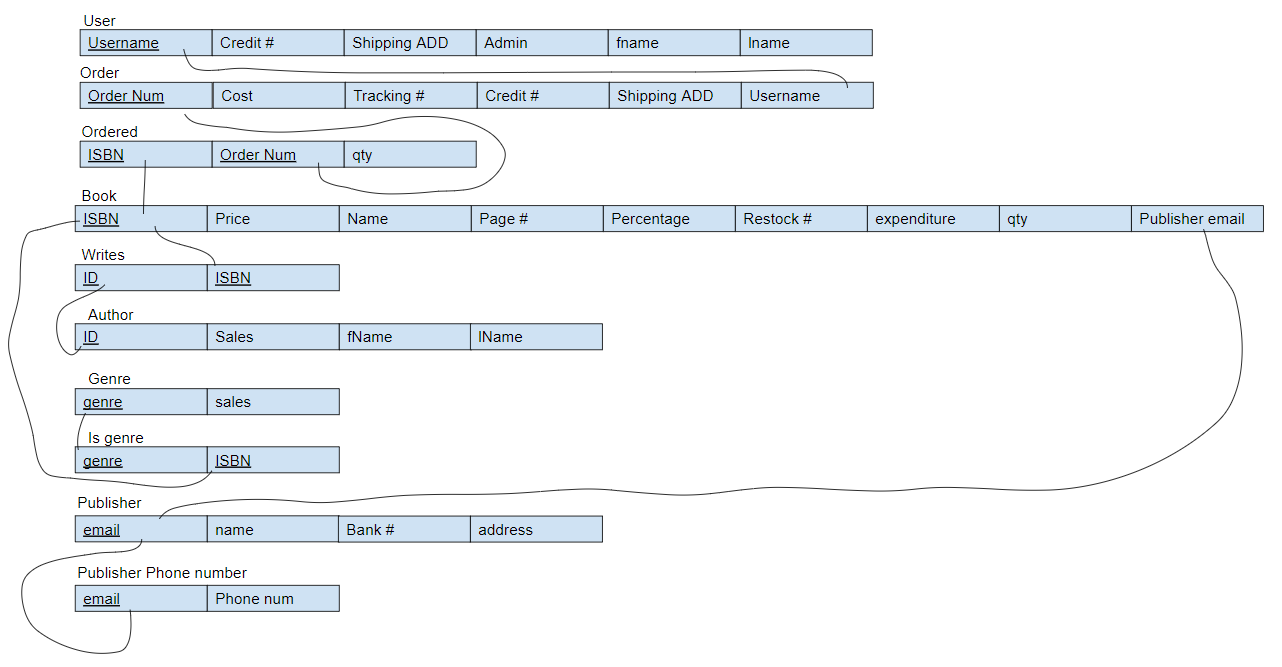 User
Username Credit # Shipping ADD Admin fname lname
Order
Order Num Cost Tracking # Credit # Shipping ADD Username
Ordered
ISBN Order Num qty
Book
ISBN Price Name Page # Percentage Restock # expenditure qty Publisher email
Writes
ID ISBN
Author
ID Sales fName lName
Genre
genre sales
Is genre
genre ISBN
Publisher
email name Bank # address
Publisher Phone number
email Phone num